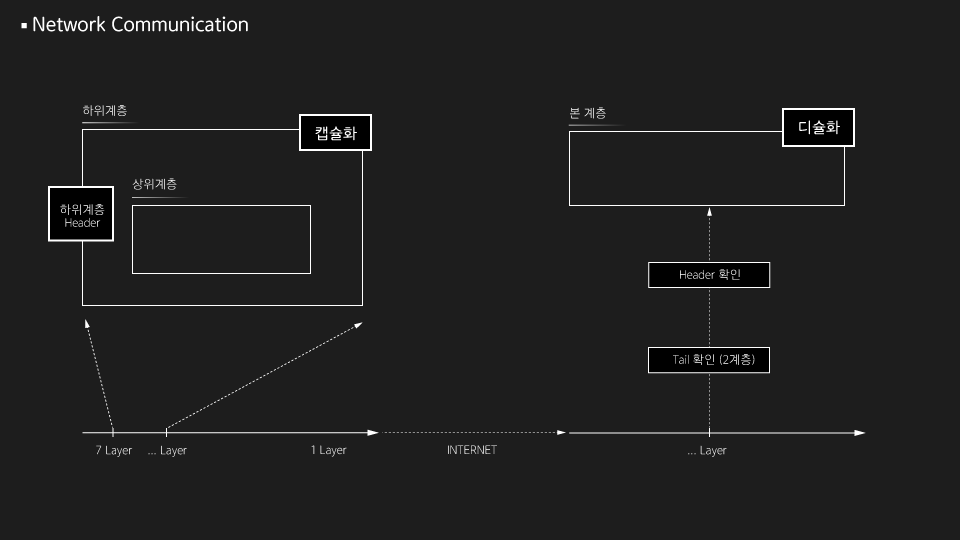 Network Communication
하위계층
캡슐화
상위계층
하위계층
Header
본 계층
디슐화
Header 확인
Tail 확인 (2계층)
7 Layer
... Layer
1 Layer
INTERNET
... Layer